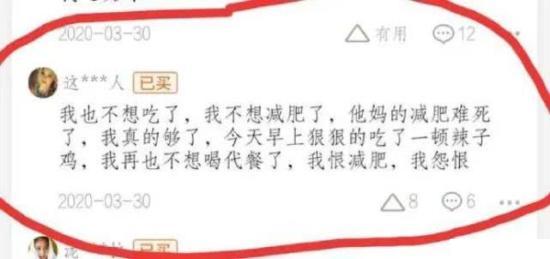 2020-03-30 有用 12
这***人 已买
我也不想吃了，我不想减肥了，他妈的减肥难死
了，我真的够了，今天早上狠狠的吃了一顿辣子
鸡，我再也不想喝代餐了，我恨减肥，我怨恨
2020-03-30 8 6
已买